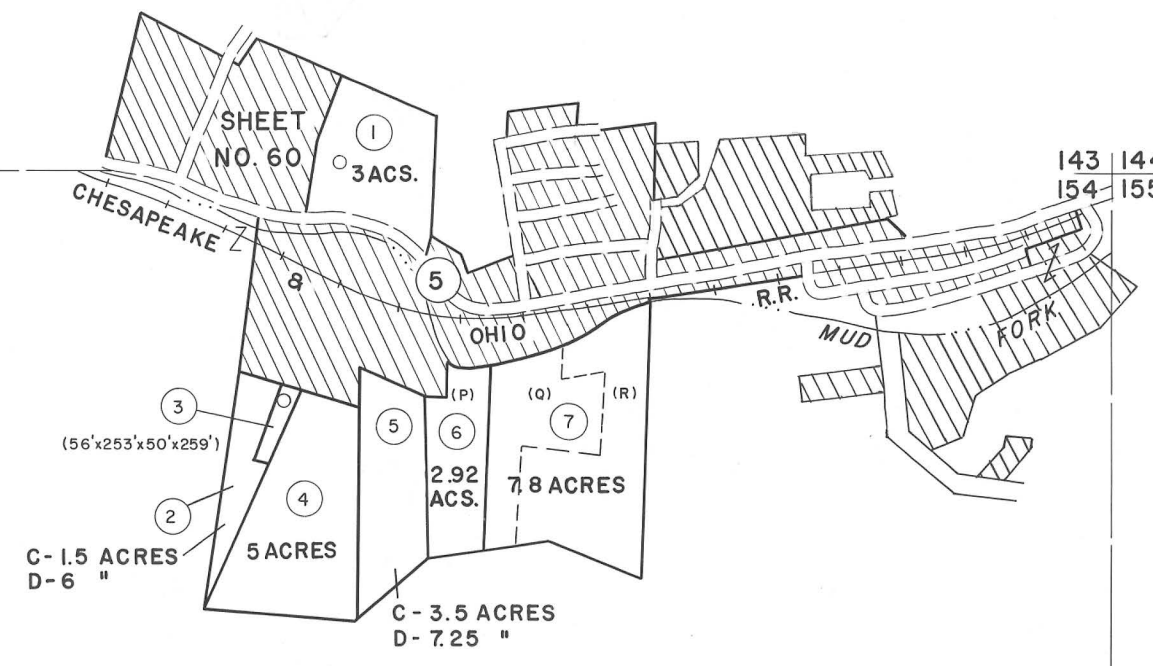 SHEET
NO. 60
1
3 ACS.
143 144
154 155
CHESAPEAKE
&
5
OHIO
R.R.
MUD
FORK
3
(56'x253'x50'x259')
(P)
(Q)
(R)
5
6
7
2.92
ACS.
7.8 ACRES
2
4
5 ACRES
C-1.5 ACRES
D-6 "
C-3.5 ACRES
D-7.25 "